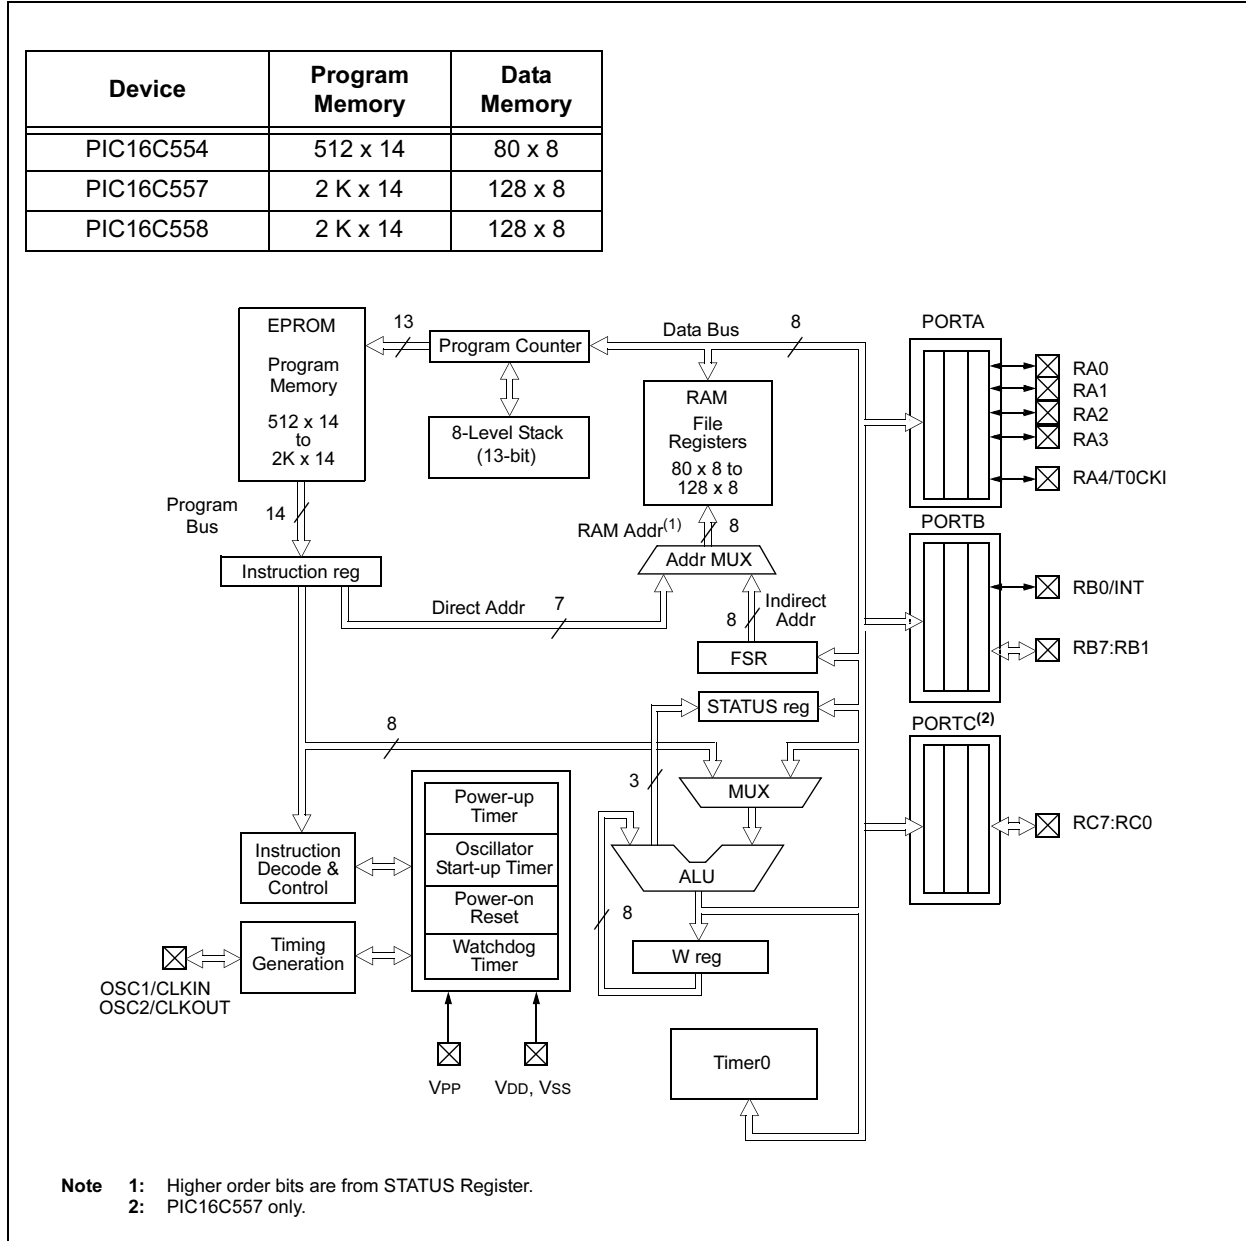 Device Program Memory Data Memory
PIC16C554 512 x 14 80 x 8
PIC16C557 2 K x 14 128 x 8
PIC16C558 2 K x 14 128 x 8
EPROM
Program
Memory
512 x 14
to
2K x 14
13
Program Counter
8-Level Stack
(13-bit)
Data Bus
8
RAM
File
Registers
80 x 8 to
128 x 8
PORTA
RA0
RA1
RA2
RA3
RA4/T0CKI
Program
Bus
14
RAM Addr(1)
8
Addr MUX
Instruction reg
Direct Addr
7
8
Indirect
Addr
FSR
PORTB
RB0/INT
RB7:RB1
STATUS reg
8
3
MUX
PORTC(2)
RC7:RC0
Power-up
Timer
Oscillator
Start-up Timer
Power-on
Reset
Watchdog
Timer
Instruction
Decode &
Control
ALU
8
W reg
Timing
Generation
OSC1/CLKIN
OSC2/CLKOUT
VPP
VDD, VSS
Timer0
Note 1: Higher order bits are from STATUS Register.
2: PIC16C557 only.